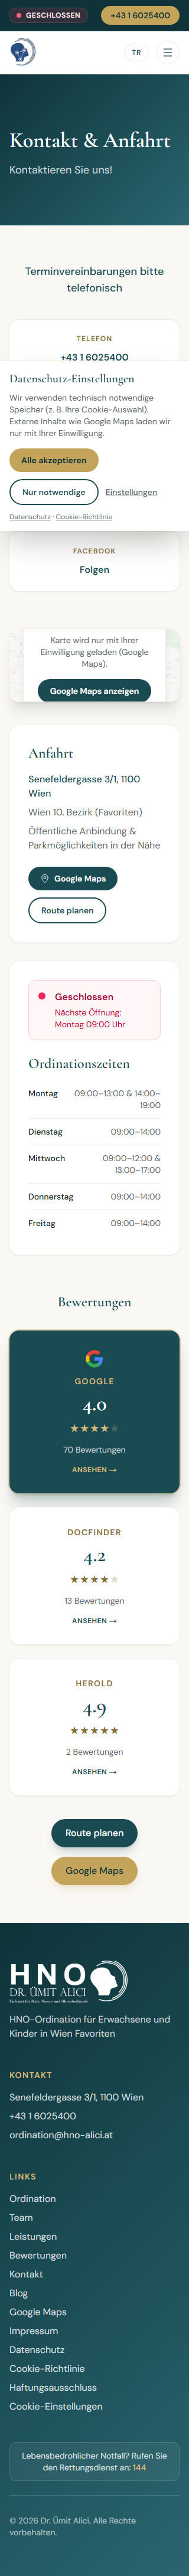 GESCHLOSSEN
+43 1 6025400
TR
Kontakt & Anfahrt
Kontaktieren Sie uns!
Terminvereinbarungen bitte
telefonisch
TELEFON
+43 1 6025400
Datenschutz-Einstellungen
Wir verwenden technisch notwendige
Speicher (z. B. Ihre Cookie-Auswahl).
Externe Inhalte wie Google Maps laden wir
nur mit Ihrer Einwilligung.
Alle akzeptieren
Nur notwendige
Einstellungen
Datenschutz · Cookie-Richtlinie
FACEBOOK
Folgen
Karte wird nur mit Ihrer
Einwilligung geladen (Google
Maps).
Google Maps anzeigen
Anfahrt
Senefeldergasse 3/1, 1100
Wien
Wien 10. Bezirk (Favoriten)
Öffentliche Anbindung &
Parkmöglichkeiten in der Nähe
Google Maps
Route planen
Geschlossen
Nächste Öffnung:
Montag 09:00 Uhr
Ordinationszeiten
Montag 09:00–13:00 & 14:00–
19:00
Dienstag 09:00–14:00
Mittwoch 09:00–12:00 &
13:00–17:00
Donnerstag 09:00–14:00
Freitag 09:00–14:00
Bewertungen
GOOGLE
4.0
★★★★★
70 Bewertungen
ANSEHEN →
DOCFINDER
4.2
★★★★★
13 Bewertungen
ANSEHEN →
HEROLD
4.9
★★★★★
2 Bewertungen
ANSEHEN →
Route planen
Google Maps
HNO
DR. ÜMIT ALICI
Facharzt für Hals-, Nasen- und Ohrenheilkunde
HNO-Ordination für Erwachsene und
Kinder in Wien Favoriten
KONTAKT
Senefeldergasse 3/1, 1100 Wien
+43 1 6025400
ordination@hno-alici.at
LINKS
Ordination
Team
Leistungen
Bewertungen
Kontakt
Blog
Google Maps
Impressum
Datenschutz
Cookie-Richtlinie
Haftungsausschluss
Cookie-Einstellungen
Lebensbedrohlicher Notfall? Rufen Sie
den Rettungsdienst an: 144
© 2026 Dr. Ümit Alici. Alle Rechte
vorbehalten.